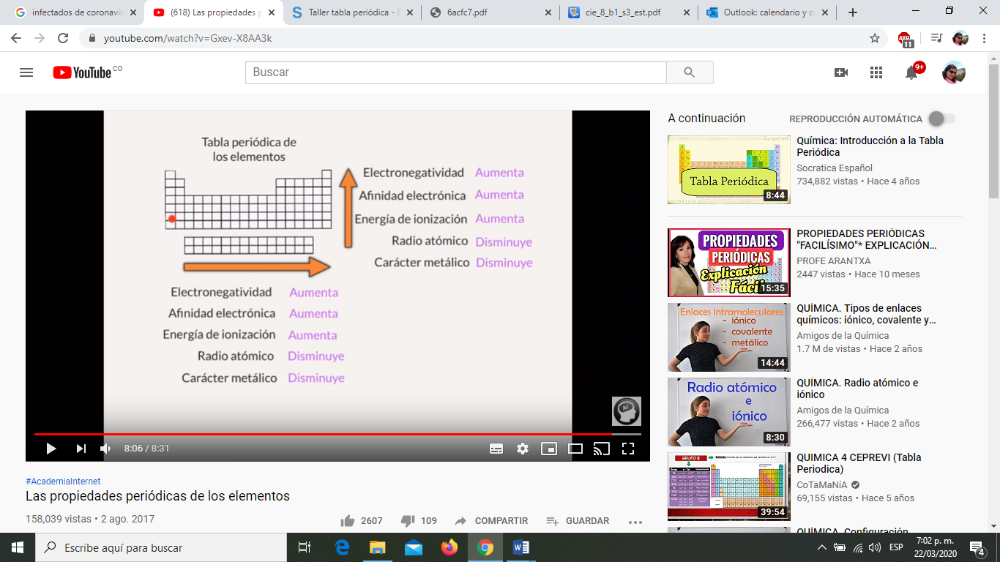 infectados de coronavir
(618) Las propiedades p
Taller tabla periódica - E
6acfc7.pdf
cie_8_b1_s3_est.pdf
Outlook: calendario y co
youtube.com/watch?v=Gxev-X8AA3k
ABP
11
YouTube CO
Buscar
9+
Tabla periódica de
los elementos
Electronegatividad Aumenta
Afinidad electrónica Aumenta
Energía de ionización Aumenta
Radio atómico Disminuye
Carácter metálico Disminuye
Electronegatividad Aumenta
Afinidad electrónica Aumenta
Energía de ionización Aumenta
Radio atómico Disminuye
Carácter metálico Disminuye
8:06 / 8:31
#AcademiaInternet
Las propiedades periódicas de los elementos
158,039 vistas • 2 ago. 2017
2607
109
COMPARTIR
GUARDAR
A continuación
REPRODUCCIÓN AUTOMÁTICA
Tabla Periódica
8:44
Química: Introducción a la Tabla
Periódica
Socratica Español
734,882 vistas • Hace 4 años
PROPIEDADES
PERIÓDICAS
Explicación
Fácil
15:35
PROPIEDADES PERIÓDICAS
"FACILÍSIMO"* EXPLICACIÓN...
PROFE ARANTXA
2447 vistas • Hace 10 meses
Enlaces intramoleculares
- iónico
- covalente
- metálico
14:44
QUÍMICA. Tipos de enlaces
químicos: iónico, covalente y...
Amigos de la Química
1.7 M de vistas • Hace 2 años
Radio atómico
e
iónico
8:30
QUÍMICA. Radio atómico e
iónico
Amigos de la Química
266,477 vistas • Hace 2 años
GRUPO B
39:54
QUIMICA 4 CEPREVI (Tabla
Periodica)
CoTaMaNíA
69,155 vistas • Hace 5 años
QUÍMICA. Configuración
Escribe aquí para buscar
ESP
7:02 p. m.
22/03/2020
4